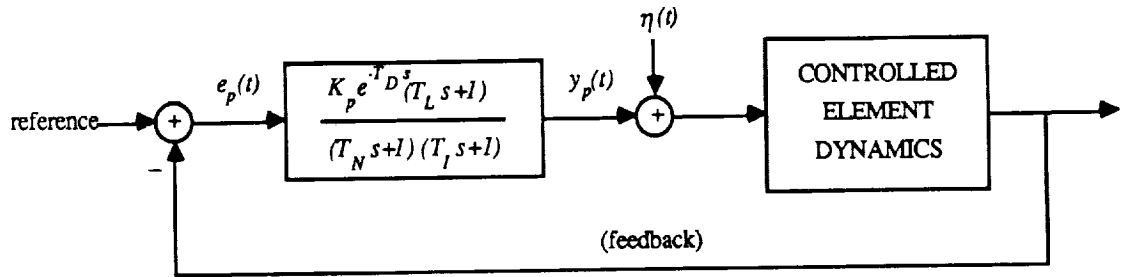 η(t)
e_p(t)
K_p e^{-T_D s}(T_L s+1)
(T_N s+1) (T_I s+1)
y_p(t)
CONTROLLED
ELEMENT
DYNAMICS
reference
+
+
−
(feedback)